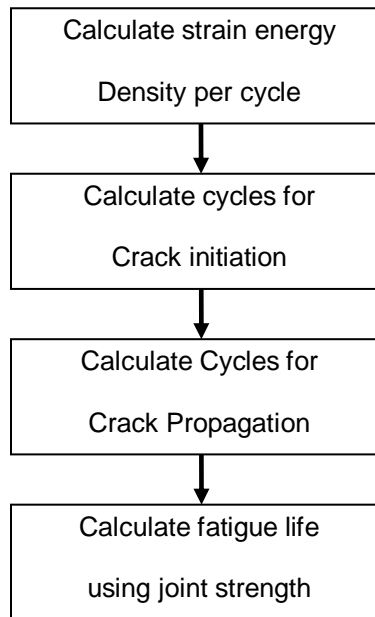 Calculate strain energy
Density per cycle
Calculate cycles for
Crack initiation
Calculate Cycles for
Crack Propagation
Calculate fatigue life
using joint strength